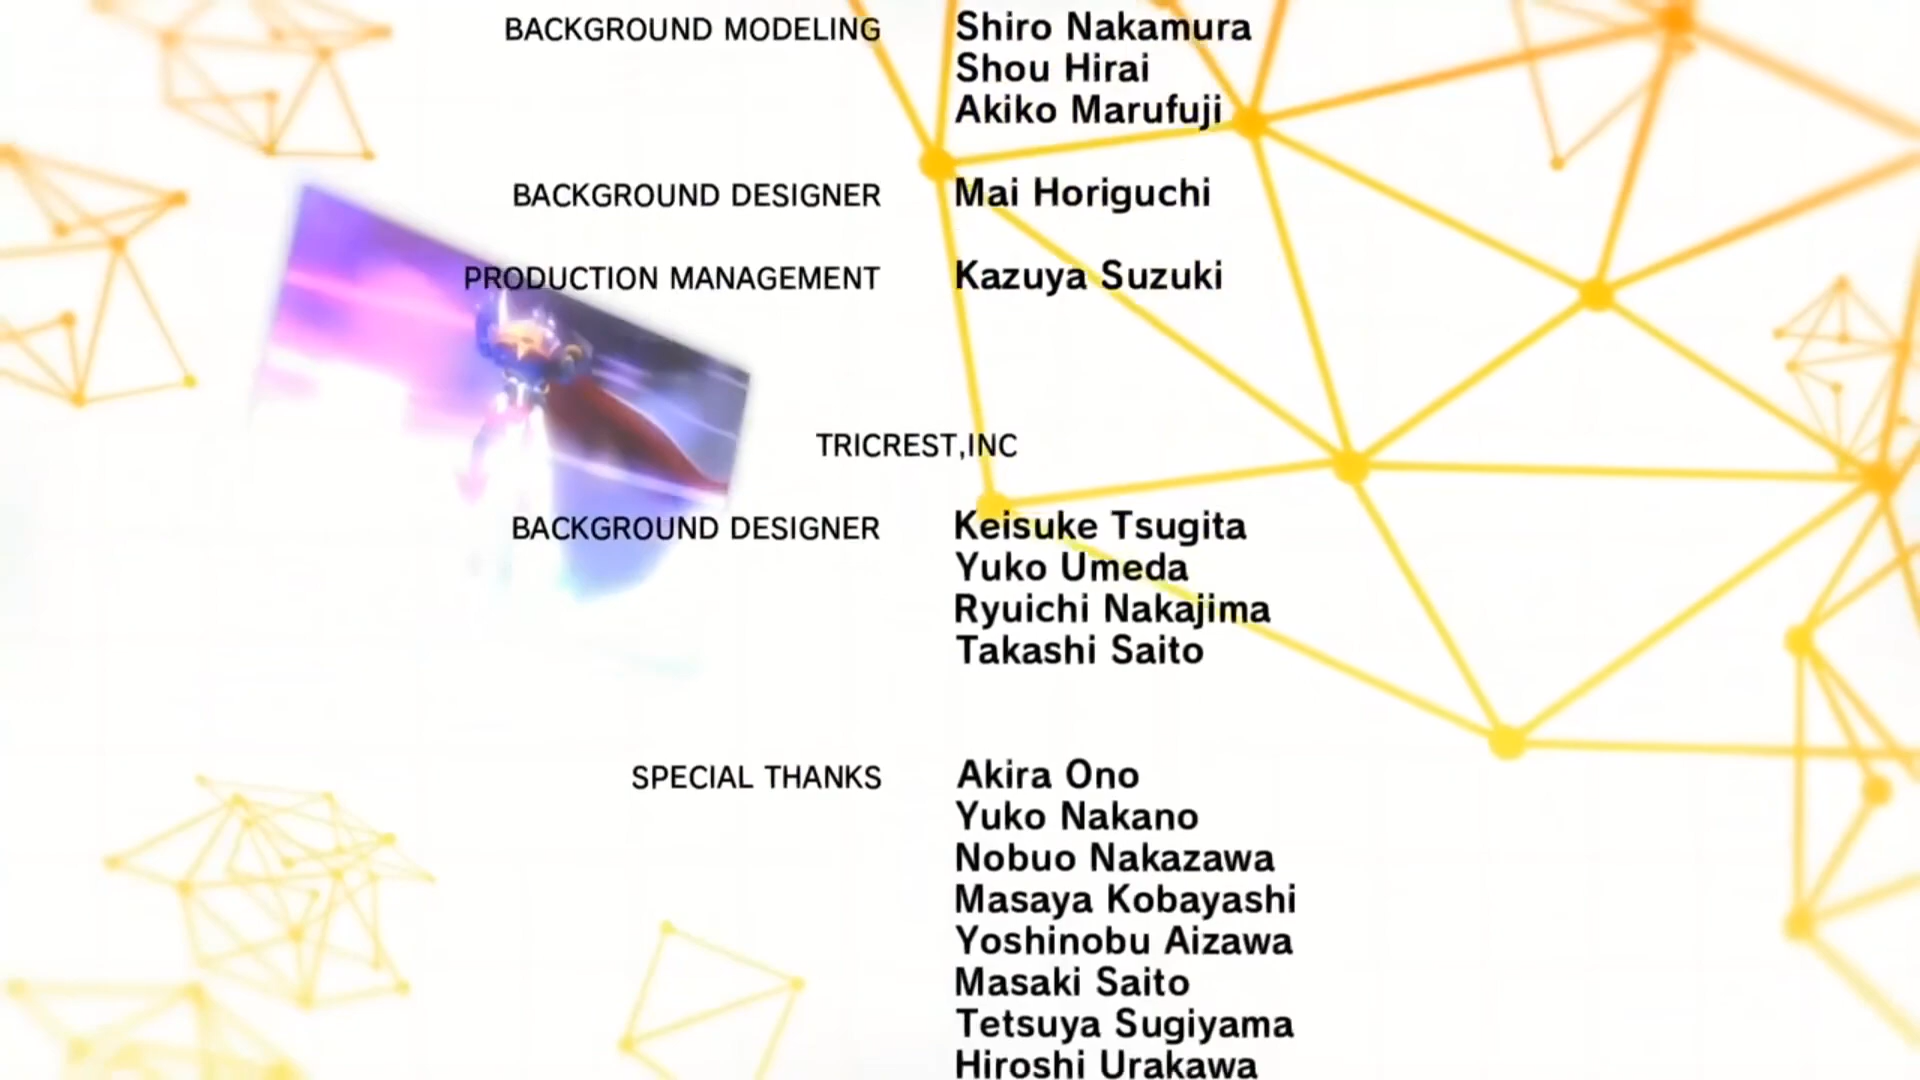 BACKGROUND MODELING Shiro Nakamura
Shou Hirai
Akiko Marufuji
BACKGROUND DESIGNER Mai Horiguchi
PRODUCTION MANAGEMENT Kazuya Suzuki
TRICREST,INC
BACKGROUND DESIGNER Keisuke Tsugita
Yuko Umeda
Ryuichi Nakajima
Takashi Saito
SPECIAL THANKS Akira Ono
Yuko Nakano
Nobuo Nakazawa
Masaya Kobayashi
Yoshinobu Aizawa
Masaki Saito
Tetsuya Sugiyama
Hiroshi Urakawa